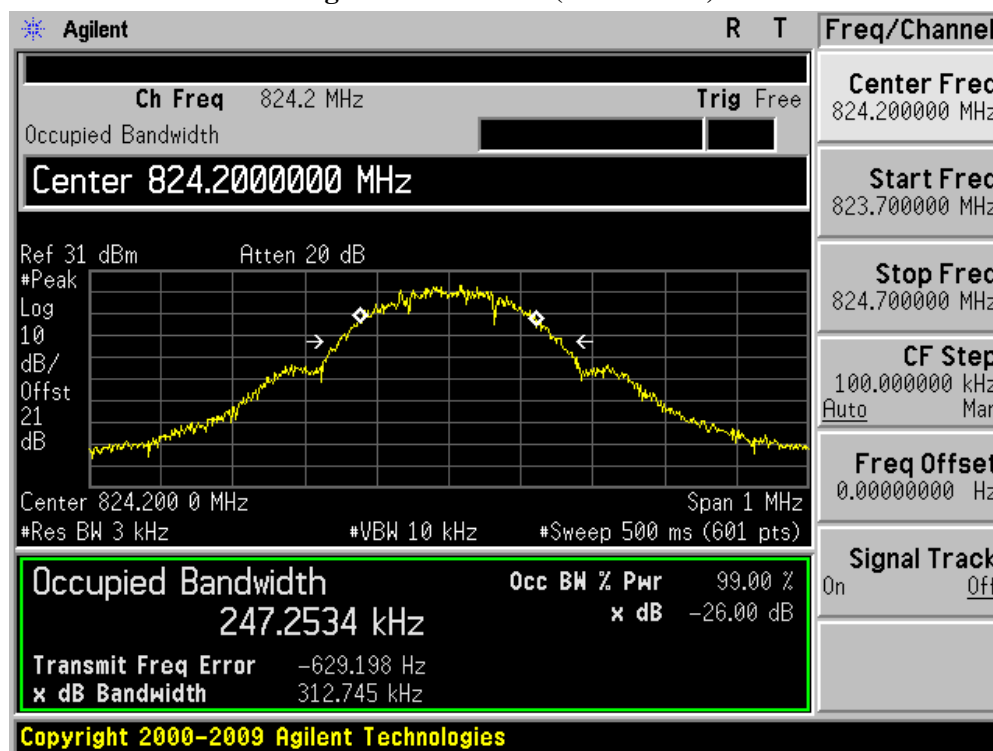 Agilent R T Freq/Channel
Ch Freq 824.2 MHz Trig Free
Occupied Bandwidth
Center 824.2000000 MHz
Ref 31 dBm Atten 20 dB
#Peak
Log
10
dB/
Offst
21
dB
Center 824.200 0 MHz Span 1 MHz
#Res BW 3 kHz #VBW 10 kHz #Sweep 500 ms (601 pts)
Occupied Bandwidth
247.2534 kHz
Occ BW % Pwr 99.00 %
x dB -26.00 dB
Transmit Freq Error -629.198 Hz
x dB Bandwidth 312.745 kHz
Center Freq
824.200000 MHz
Start Freq
823.700000 MHz
Stop Freq
824.700000 MHz
CF Step
100.000000 kHz
Auto Man
Freq Offset
0.00000000 Hz
Signal Track
On Off
Copyright 2000-2009 Agilent Technologies